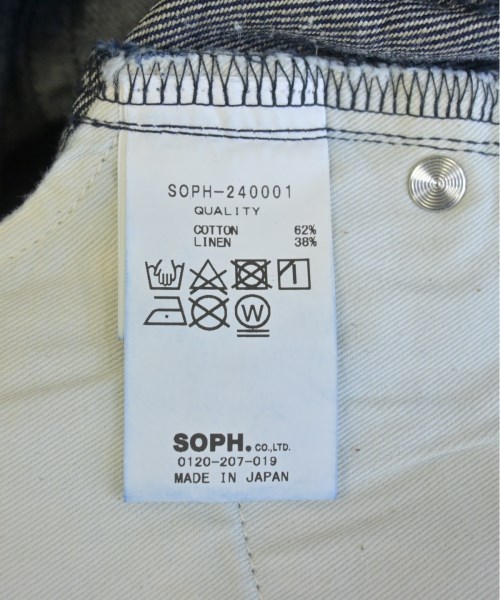 SOPH-240001
QUALITY
COTTON 62%
LINEN 38%
W
SOPH. CO.,LTD.
0120-207-019
MADE IN JAPAN